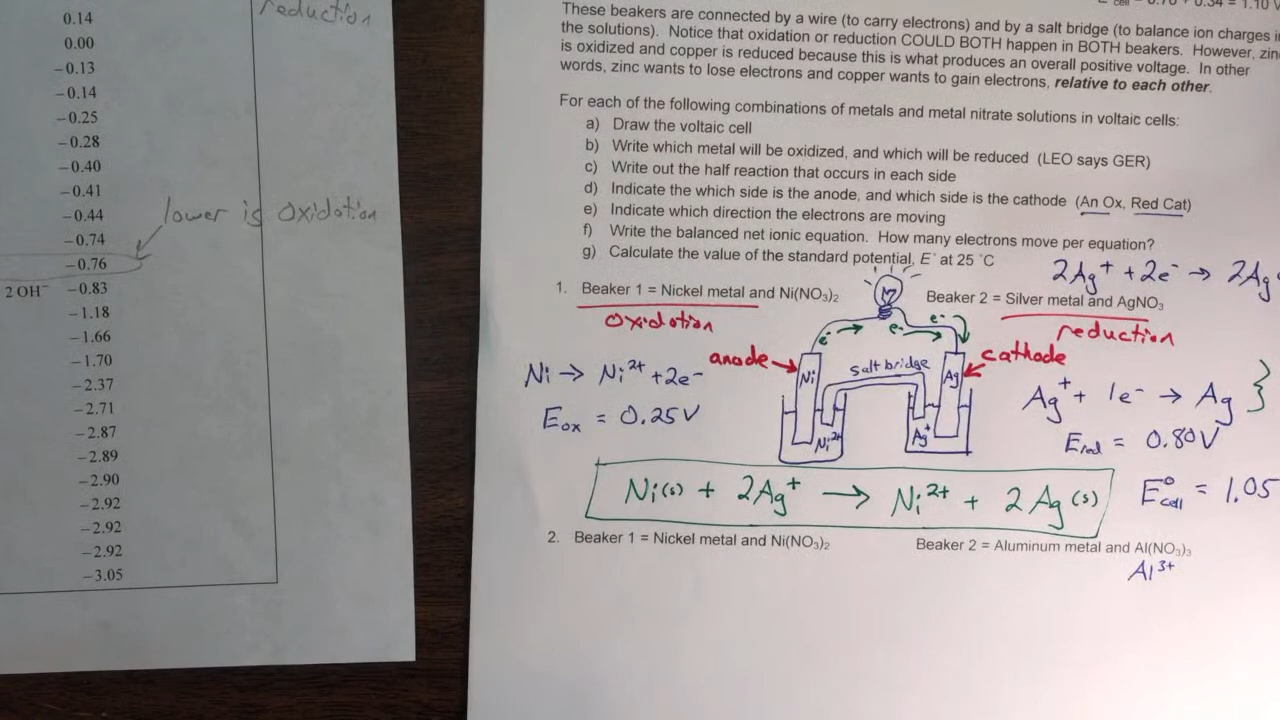 reduction
0.14
0.00
−0.13
−0.14
−0.25
−0.28
−0.40
−0.41
−0.44
lower is oxidation
−0.74
−0.76
2 OH⁻ −0.83
−1.18
−1.66
−1.70
−2.37
−2.71
−2.87
−2.89
−2.90
−2.92
−2.92
−2.92
−3.05
= 1.10 V
These beakers are connected by a wire (to carry electrons) and by a salt bridge (to balance ion charges
the solutions). Notice that oxidation or reduction COULD BOTH happen in BOTH beakers. However,
is oxidized and copper is reduced because this is what produces an overall positive voltage. In other
words, zinc wants to lose electrons and copper wants to gain electrons, relative to each other.
For each of the following combinations of metals and metal nitrate solutions in voltaic cells:
a) Draw the voltaic cell
b) Write which metal will be oxidized, and which will be reduced (LEO says GER)
c) Write out the half reaction that occurs in each side
d) Indicate the which side is the anode, and which side is the cathode (An Ox, Red Cat)
e) Indicate which direction the electrons are moving
f) Write the balanced net ionic equation. How many electrons move per equation?
g) Calculate the value of the standard potential, E° at 25 °C
2Ag⁺ + 2e⁻ → 2Ag
1. Beaker 1 = Nickel metal and Ni(NO₃)₂ Beaker 2 = Silver metal and AgNO₃
oxidation reduction
e⁻ e⁻ e⁻
anode cathode
salt bridge
Ni Ag
Ni²⁺ Ag⁺
Ni → Ni²⁺ + 2e⁻ Ag⁺ + 1e⁻ → Ag }
Eox = 0.25V Ered = 0.80V
Ni(s) + 2Ag⁺ → Ni²⁺ + 2Ag(s) E°cell = 1.05
2. Beaker 1 = Nickel metal and Ni(NO₃)₂ Beaker 2 = Aluminum metal and Al(NO₃)₃
Al³⁺